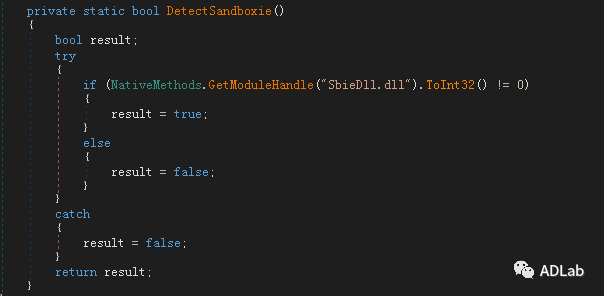 private static bool DetectSandboxie()
{
bool result;
try
{
if (NativeMethods.GetModuleHandle("SbieDll.dll").ToInt32() != 0)
{
result = true;
}
else
{
result = false;
}
}
catch
{
result = false;
}
return result;
}
ADLab